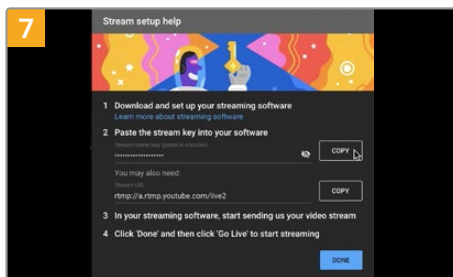 7
Stream setup help
1 Download and set up your streaming software
Learn more about streaming software
2 Paste the stream key into your software
Stream name/key (paste in encoder)
••••••••••••••••••••
COPY
You may also need:
Stream URL
rtmp://a.rtmp.youtube.com/live2
COPY
3 In your streaming software, start sending us your video stream
4 Click 'Done' and then click 'Go Live' to start streaming
DONE